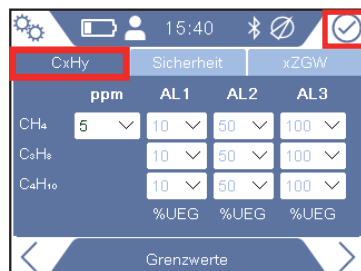 15:40
CxHy Sicherheit xZGW
ppm AL1 AL2 AL3
CH₄ 5 10 50 100
C₃H₈ 10 50 100
C₄H₁₀ 10 50 100
%UEG %UEG %UEG
Grenzwerte